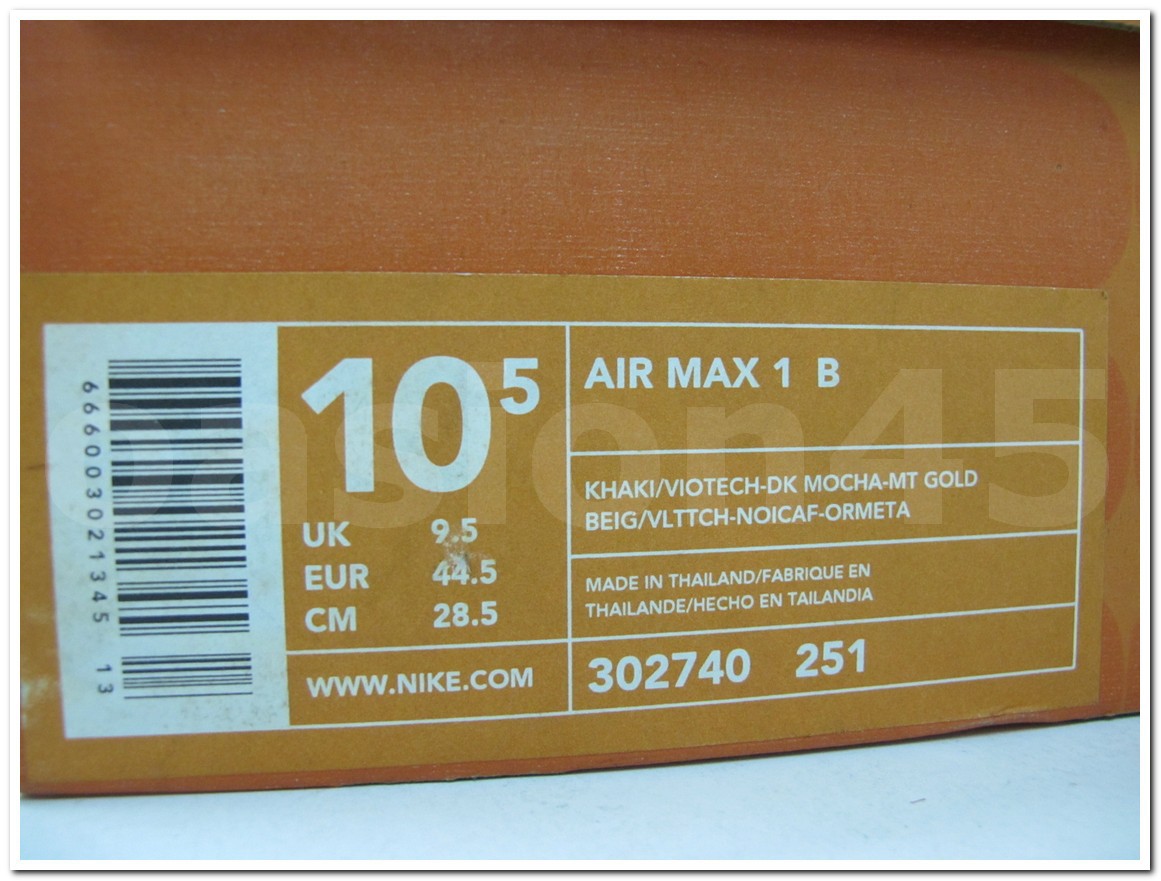 666003021345 13
10 5
UK 9.5
EUR 44.5
CM 28.5
WWW.NIKE.COM
AIR MAX 1 B
KHAKI/VIOTECH-DK MOCHA-MT GOLD
BEIG/VLTTCH-NOICAF-ORMETA
MADE IN THAILAND/FABRIQUE EN
THAILANDE/HECHO EN TAILANDIA
302740 251
oasion45